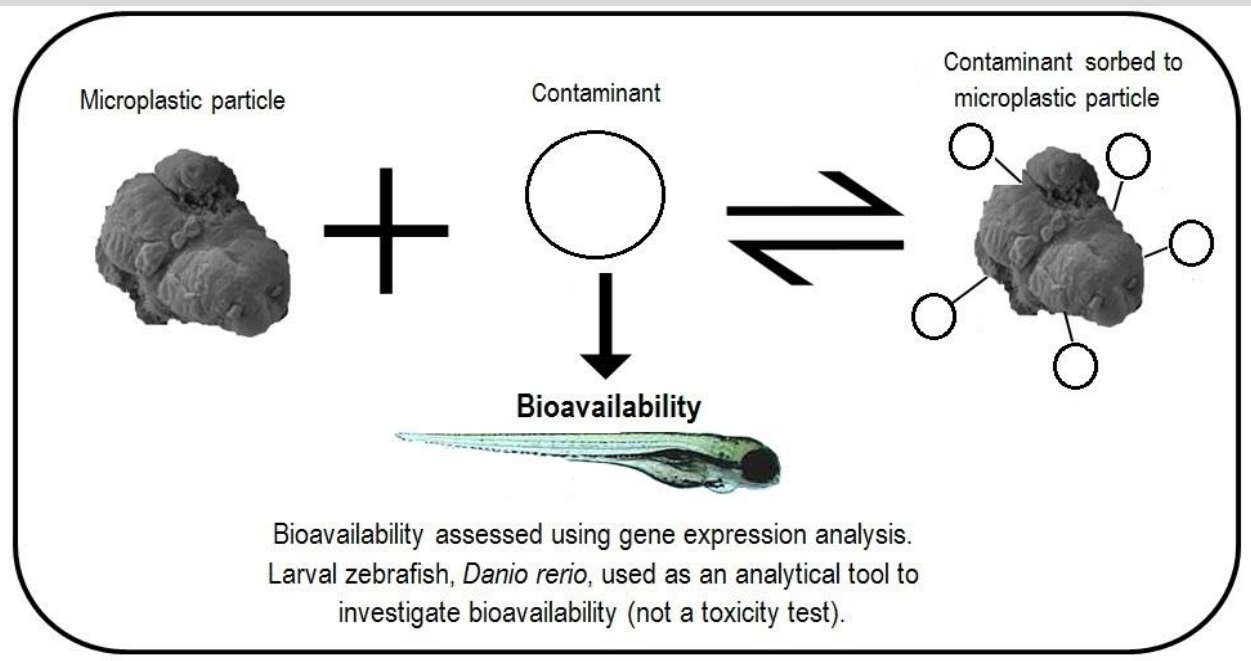 Microplastic particle
Contaminant
Contaminant sorbed to
microplastic particle
Bioavailability
Bioavailability assessed using gene expression analysis.
Larval zebrafish, Danio rerio, used as an analytical tool to
investigate bioavailability (not a toxicity test).